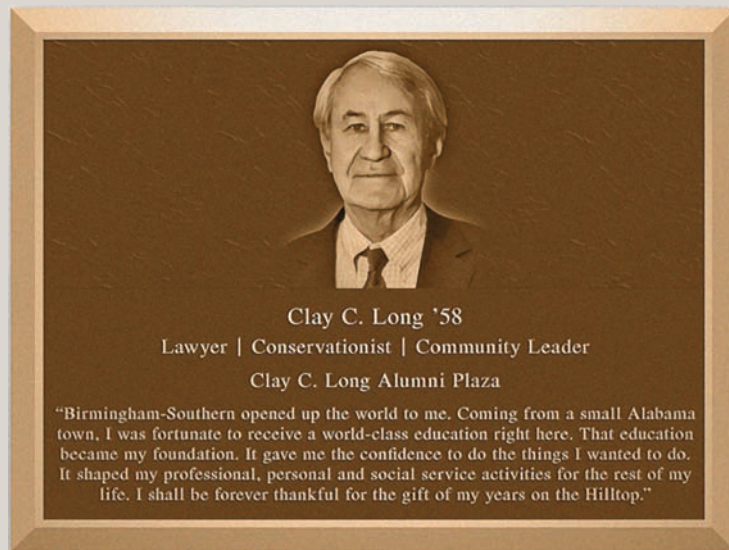 Clay C. Long ’58
Lawyer | Conservationist | Community Leader
Clay C. Long Alumni Plaza
“Birmingham-Southern opened up the world to me. Coming from a small Alabama
town, I was fortunate to receive a world-class education right here. That education
became my foundation. It gave me the confidence to do the things I wanted to do.
It shaped my professional, personal and social service activities for the rest of my
life. I shall be forever thankful for the gift of my years on the Hilltop.”